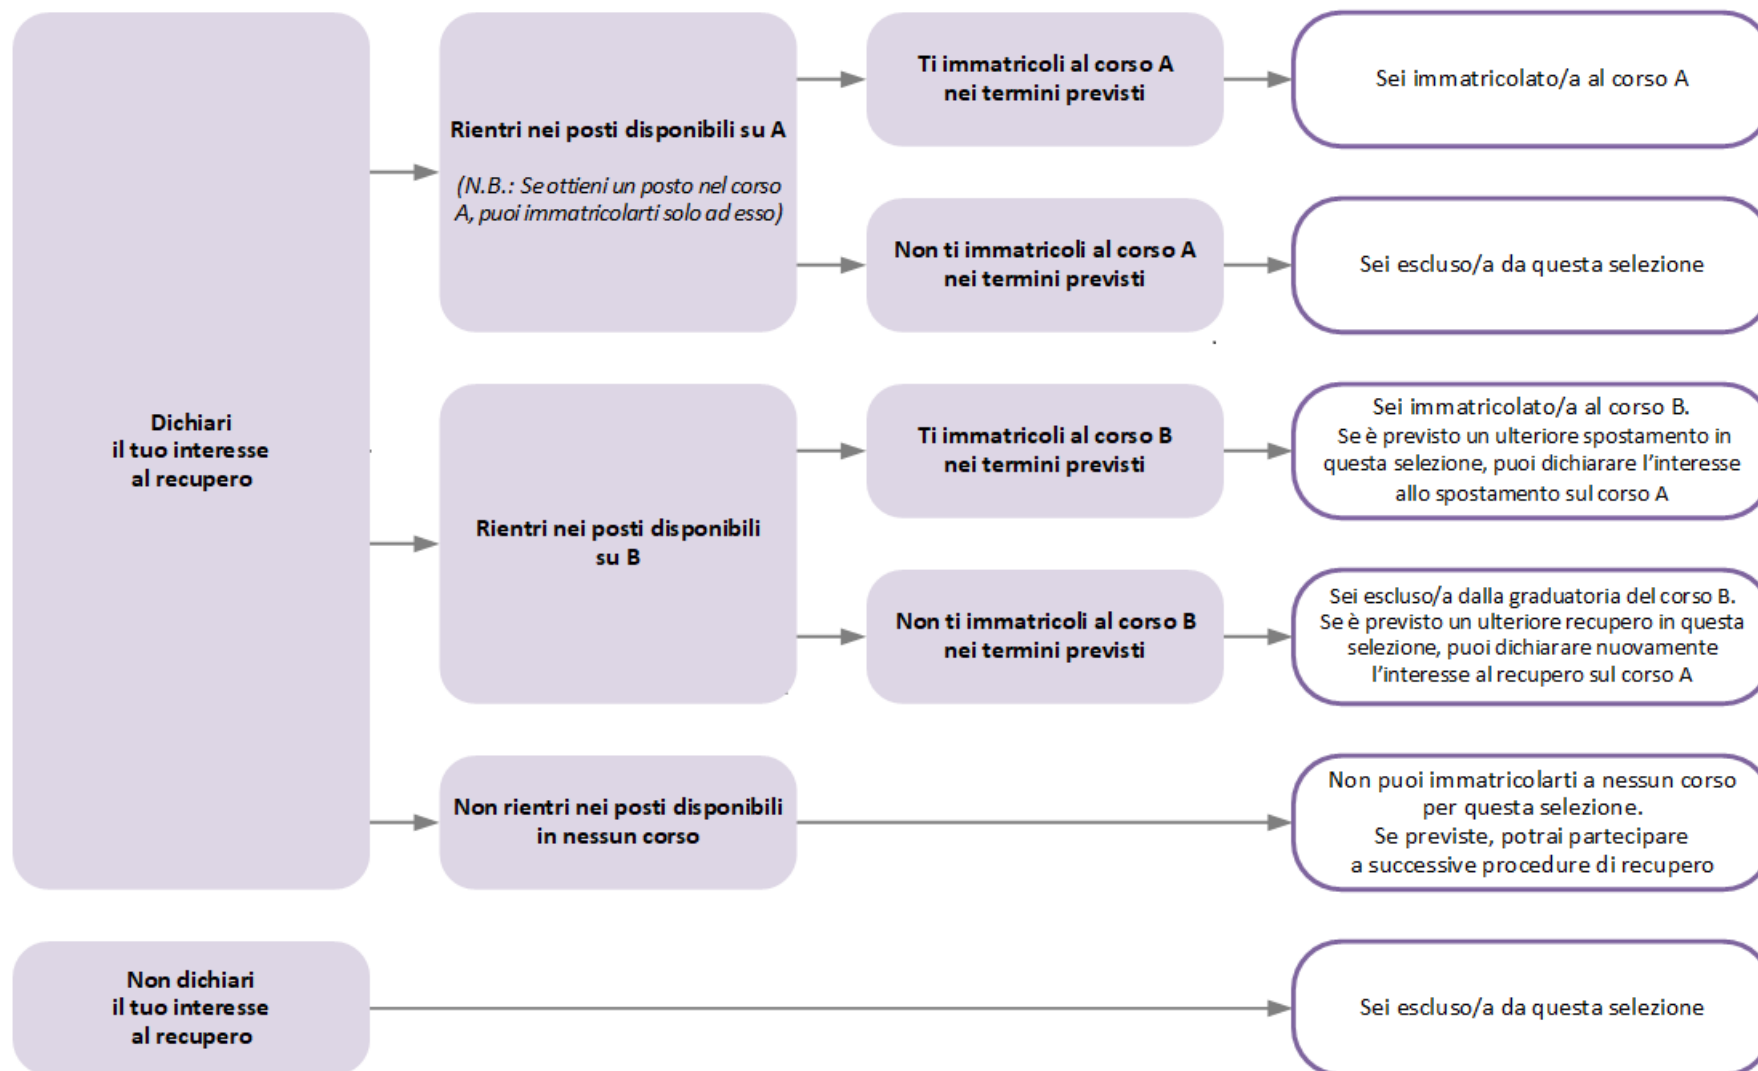 Dichiari
il tuo interesse
al recupero
Rientri nei posti disponibili su A
(N.B.: Se ottieni un posto nel corso
A, puoi immatricolarti solo ad esso)
Ti immatricoli al corso A
nei termini previsti
Sei immatricolato/a al corso A
Non ti immatricoli al corso A
nei termini previsti
Sei escluso/a da questa selezione
Rientri nei posti disponibili
su B
Ti immatricoli al corso B
nei termini previsti
Sei immatricolato/a al corso B.
Se è previsto un ulteriore spostamento in
questa selezione, puoi dichiarare l’interesse
allo spostamento sul corso A
Non ti immatricoli al corso B
nei termini previsti
Sei escluso/a dalla graduatoria del corso B.
Se è previsto un ulteriore recupero in questa
selezione, puoi dichiarare nuovamente
l’interesse al recupero sul corso A
Non rientri nei posti disponibili
in nessun corso
Non puoi immatricolarti a nessun corso
per questa selezione.
Se previste, potrai partecipare
a successive procedure di recupero
Non dichiari
il tuo interesse
al recupero
Sei escluso/a da questa selezione